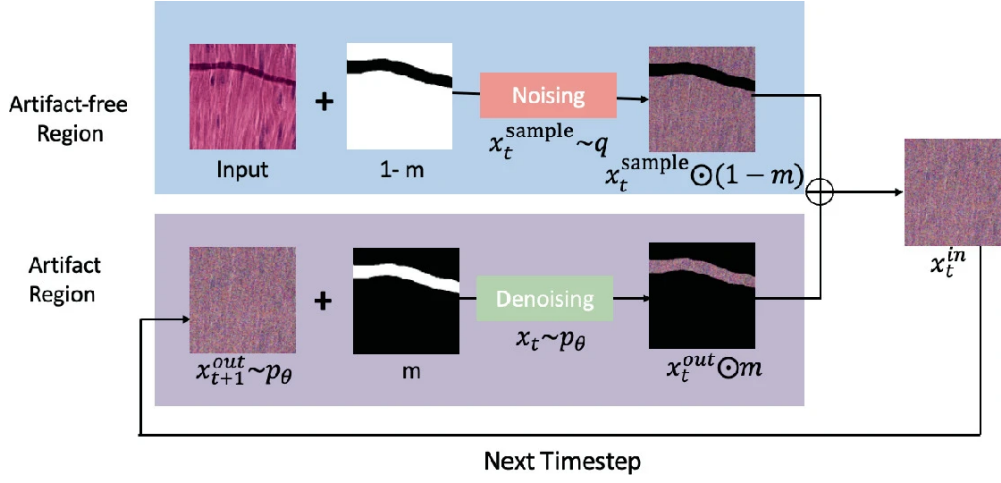 Artifact-free
Region
Input
+
1- m
Noising
x_t^sample~q
x_t^sample⊙(1 − m)
Artifact
Region
x_{t+1}^out~p_θ
+
m
Denoising
x_t~p_θ
x_t^out⊙m
x_t^in
Next Timestep